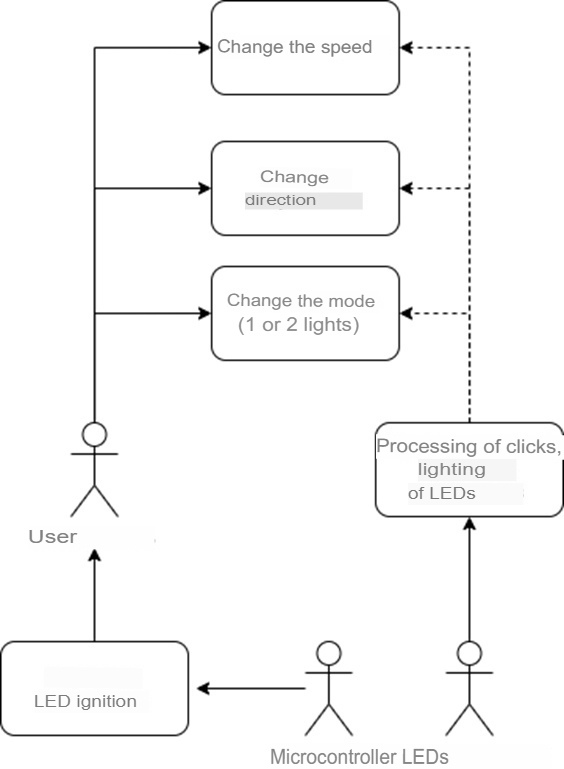 Change the speed
Change
direction
Change the mode
(1 or 2 lights)
Processing of clicks,
lighting
of LEDs
User
LED ignition
Microcontroller LEDs